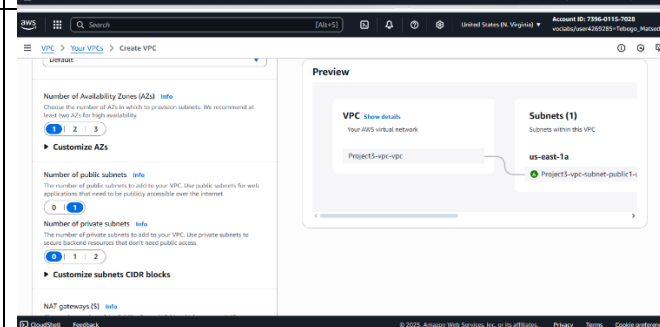 aws
Search
[Alt+S]
United States (N. Virginia)
Account ID: 7396-0115-7028
voclabs/user4269285=Tebogo_Matsed
VPC > Your VPCs > Create VPC
Default
Number of Availability Zones (AZs) Info
Choose the number of AZs in which to provision subnets. We recommend at
least two AZs for high availability.
1 2 3
Customize AZs
Number of public subnets Info
The number of public subnets to add to your VPC. Use public subnets for web
applications that need to be publicly accessible over the internet.
0 1
Number of private subnets Info
The number of private subnets to add to your VPC. Use private subnets to
secure backend resources that don't need public access.
0 1 2
Customize subnets CIDR blocks
NAT gateways ($) Info
Preview
VPC Show details
Your AWS virtual network
Project3-vpc-vpc
Subnets (1)
Subnets within this VPC
us-east-1a
A Project3-vpc-subnet-public1-
CloudShell Feedback
© 2025, Amazon Web Services, Inc. or its affiliates. Privacy Terms Cookie preferen